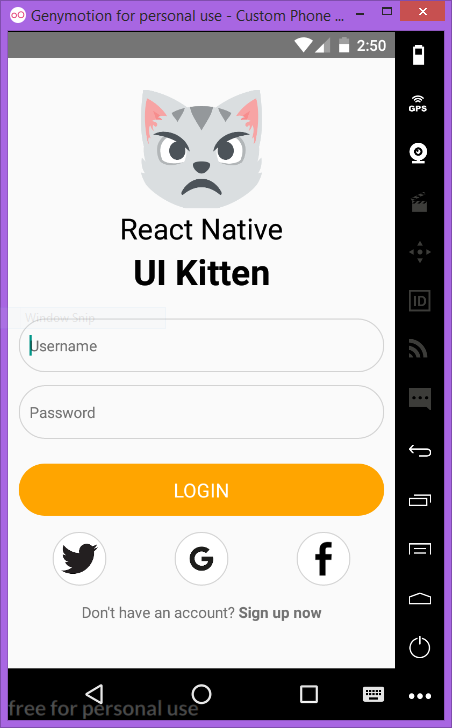 Genymotion for personal use - Custom Phone ...
2:50
GPS
React Native
UI Kitten
Window Snip
Username
Password
ID
LOGIN
G
f
Don't have an account? Sign up now
free for personal use